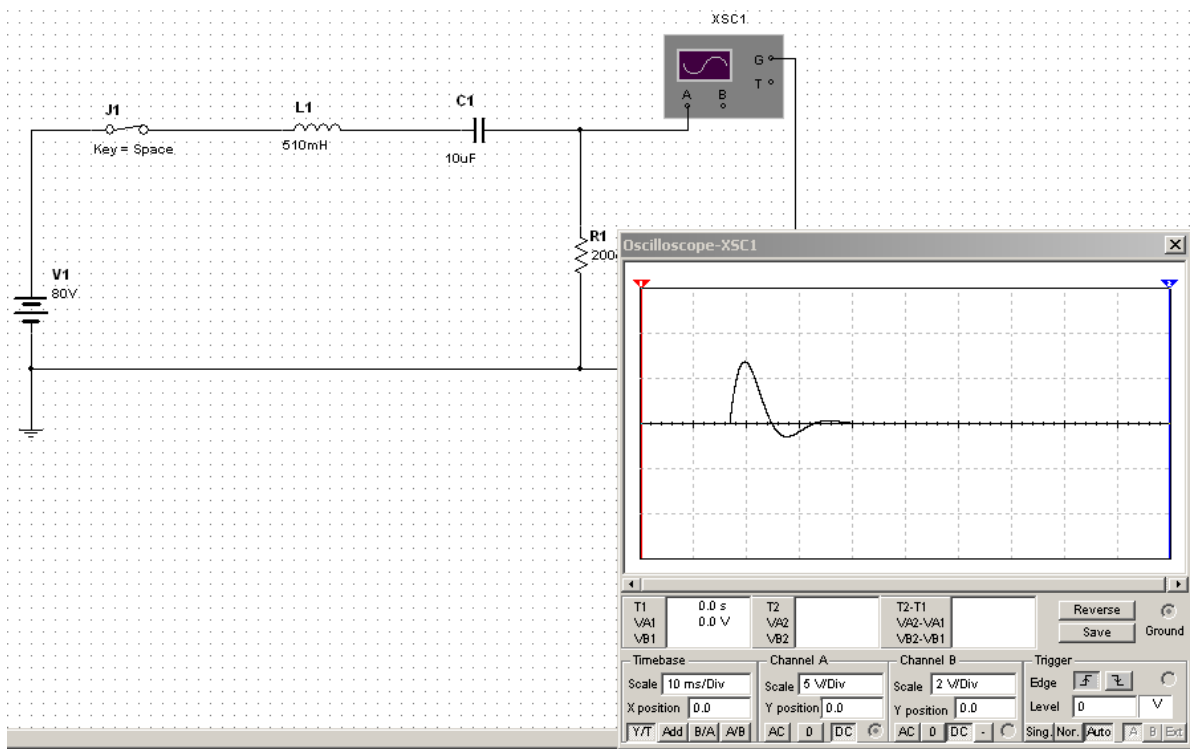 XSC1
G
T
A B
J1
Key = Space
L1
510mH
C1
10uF
R1
V1
80V
Oscilloscope-XSC1
1 2
T1 0.0 s T2 T2-T1 Reverse
VA1 0.0 V VA2 VA2-VA1
VB1 VB2 VB2-VB1 Save Ground
Timebase Channel A Channel B Trigger
Scale 10 ms/Div Scale 5 V/Div Scale 2 V/Div Edge
X position 0.0 Y position 0.0 Y position 0.0 Level 0 V
Y/T Add B/A A/B AC 0 DC AC 0 DC - Sing. Nor. Auto A B Ext